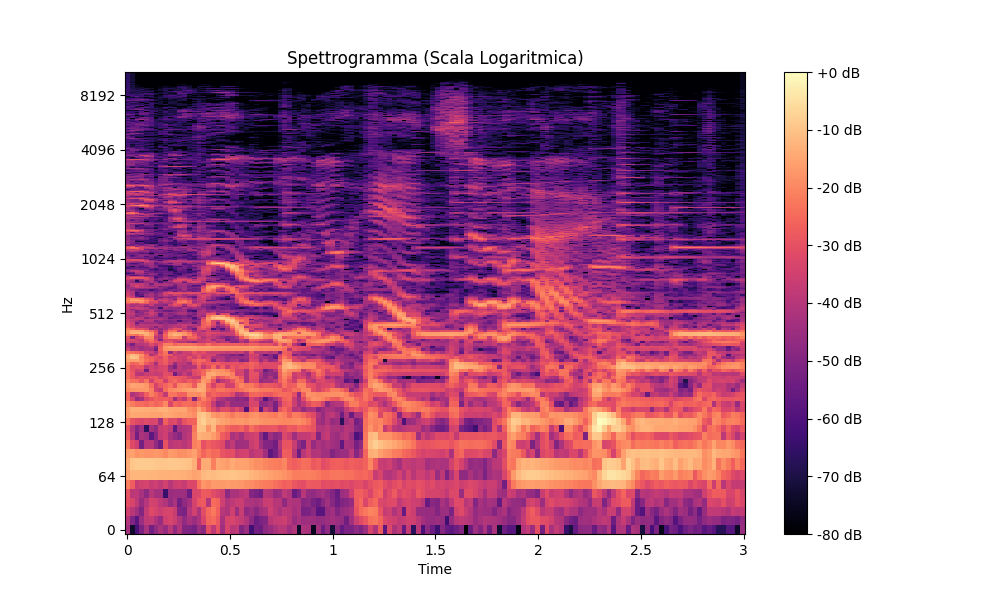 Spettrogramma (Scala Logaritmica)
Hz
8192
4096
2048
1024
512
256
128
64
0
0
0.5
1
1.5
2
2.5
3
Time
+0 dB
-10 dB
-20 dB
-30 dB
-40 dB
-50 dB
-60 dB
-70 dB
-80 dB